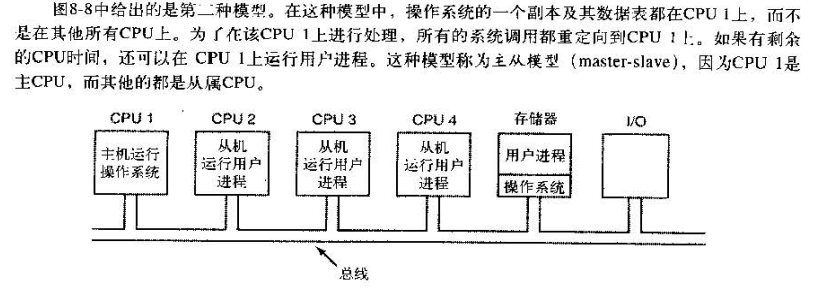 图8-8中给出的是第二种模型。在这种模型中，操作系统的一个副本及其数据表都在CPU 1上，而不
是在其他所有CPU上。为了在该CPU 1上进行处理，所有的系统调用都重定向到CPU 1上。如果有剩余
的CPU时间，还可以在 CPU 1上运行用户进程。这种模型称为主从模型（master-slave），因为CPU 1是
主CPU，而其他的都是从属CPU。
CPU 1 CPU 2 CPU 3 CPU 4 存储器 I/O
主机运行
操作系统
从机
运行用户
进程
从机
运行用户
进程
从机
运行用户
进程
用户进程
操作系统
总线